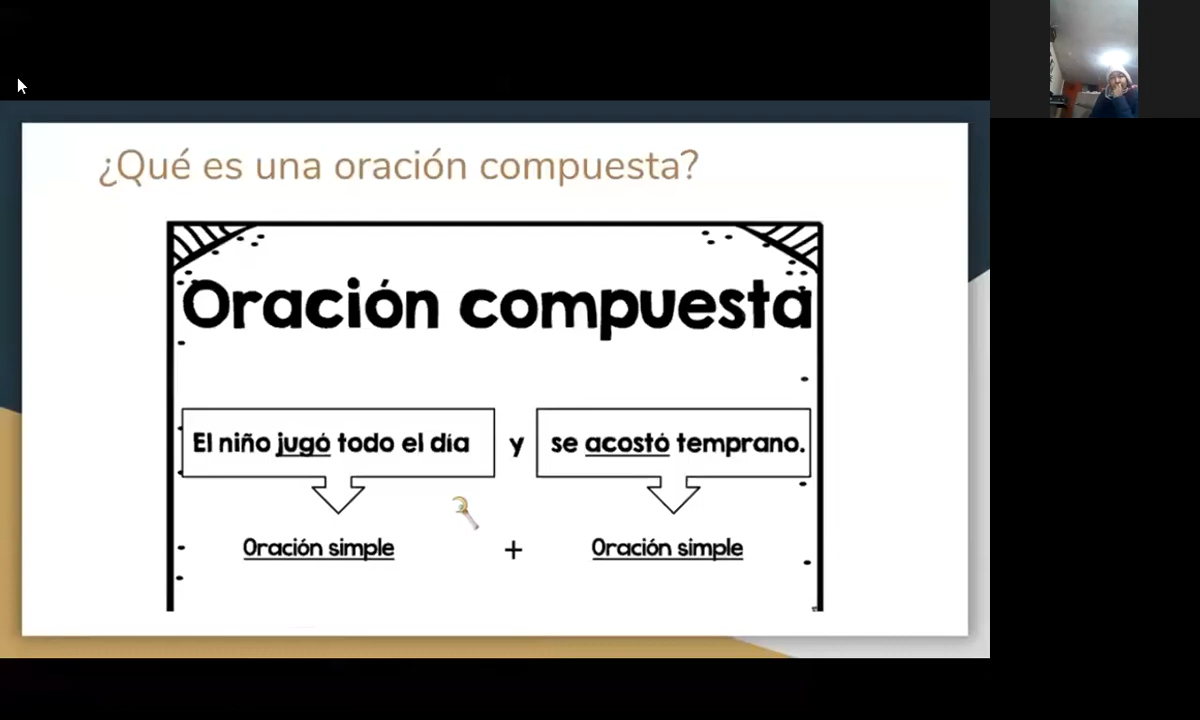 ¿Qué es una oración compuesta?
Oración compuesta
El niño jugó todo el día y se acostó temprano.
Oración simple + Oración simple